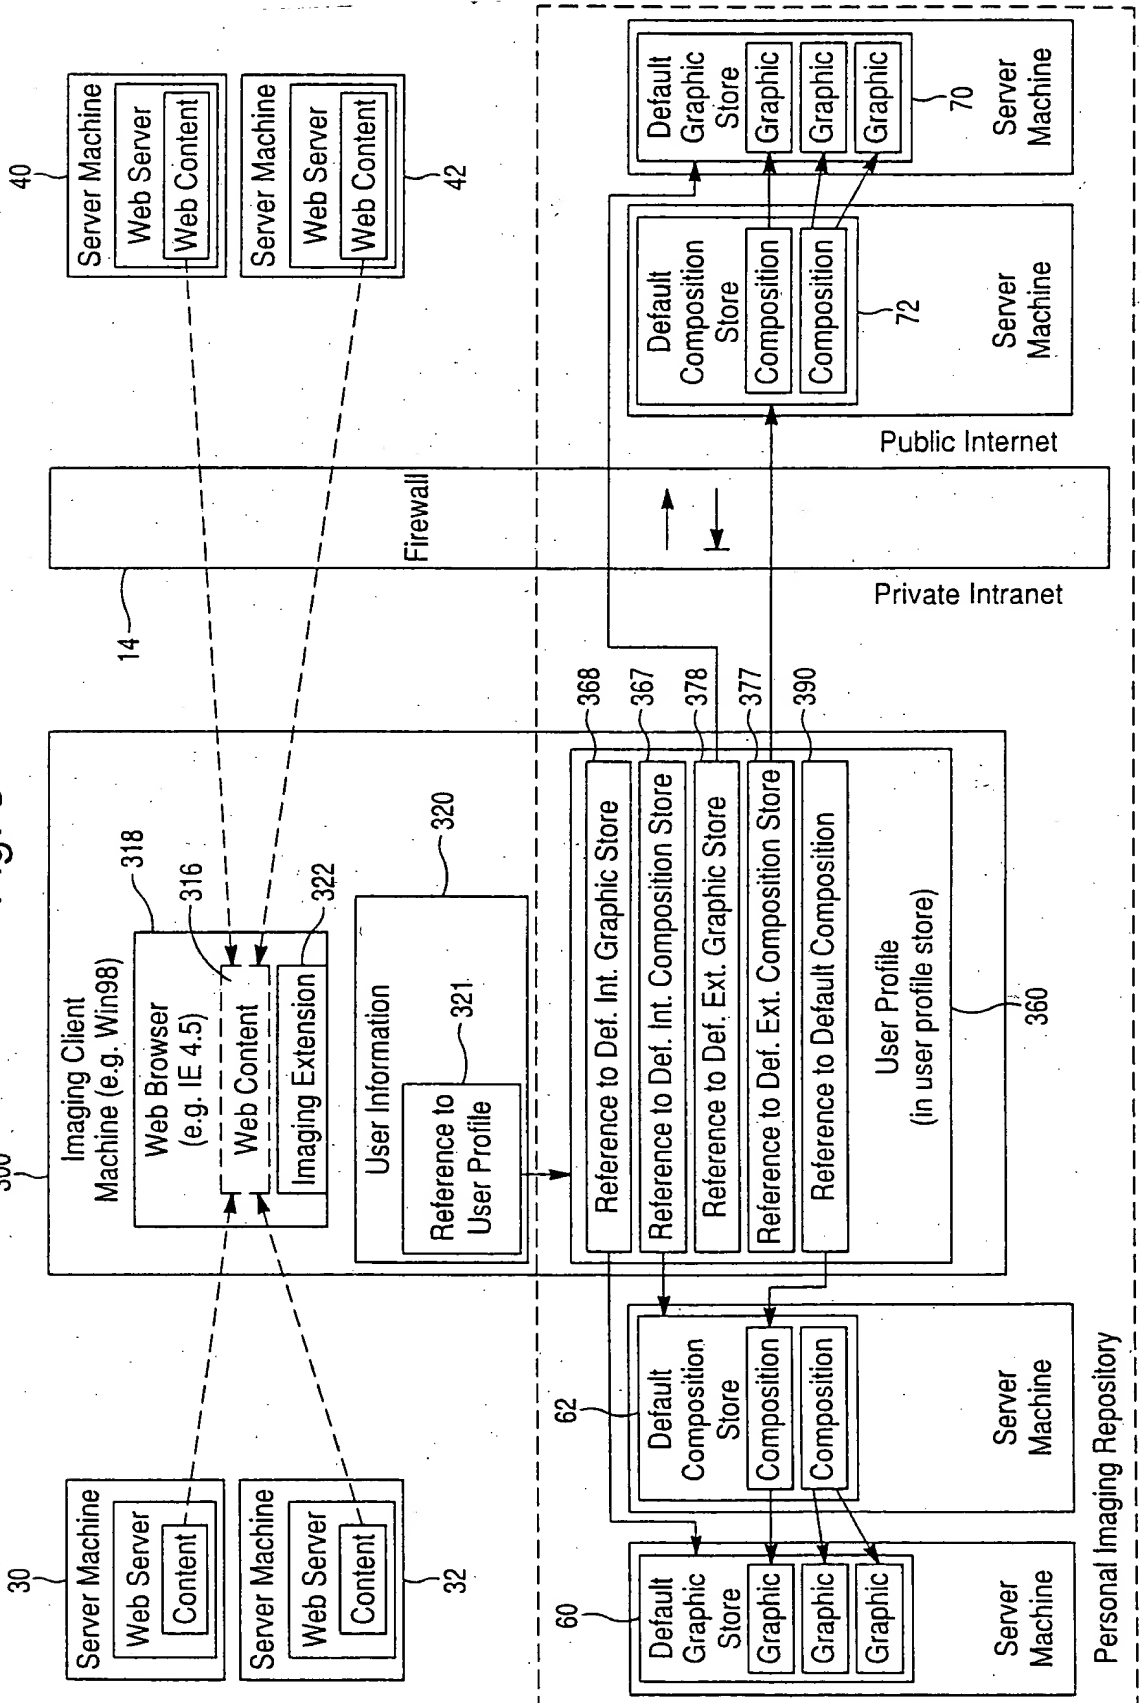 30
Server Machine
Web Server
Content
Server Machine
Web Server
Content
32
300
Imaging Client
Machine (e.g. Win98)
Web Browser
(e.g. IE 4.5)
Web Content
Imaging Extension
318
316
322
User Information
Reference to
User Profile
320
321
14
Firewall
40
Server Machine
Web Server
Web Content
Server Machine
Web Server
Web Content
42
60
Default
Graphic
Store
Graphic
Graphic
Graphic
Server
Machine
62
Default
Composition
Store
Composition
Composition
Server
Machine
Reference to Def. Int. Graphic Store
Reference to Def. Int. Composition Store
Reference to Def. Ext. Graphic Store
Reference to Def. Ext. Composition Store
Reference to Default Composition
User Profile
(in user profile store)
360
368
367
378
377
390
Private Intranet
Public Internet
Default
Composition
Store
Composition
Composition
72
Server
Machine
Default
Graphic
Store
Graphic
Graphic
Graphic
70
Server
Machine
Personal Imaging Repository